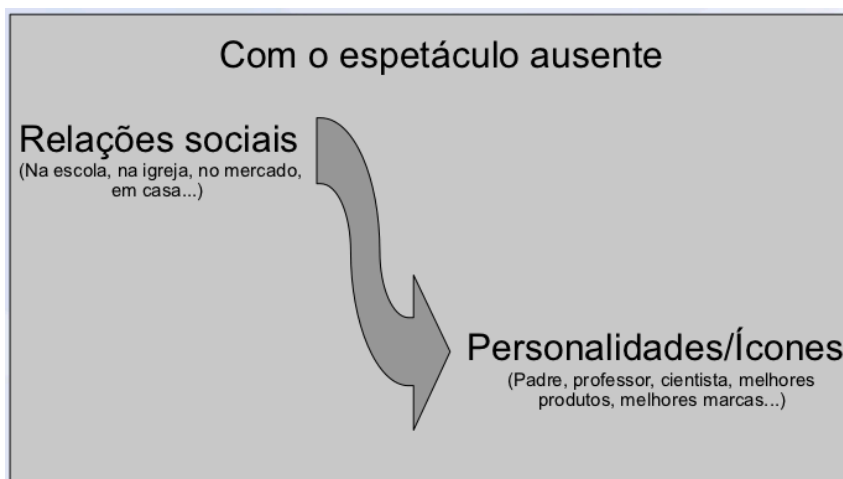 Com o espetáculo ausente
Relações sociais
(Na escola, na igreja, no mercado,
em casa...)
Personalidades/Ícones
(Padre, professor, cientista, melhores
produtos, melhores marcas...)